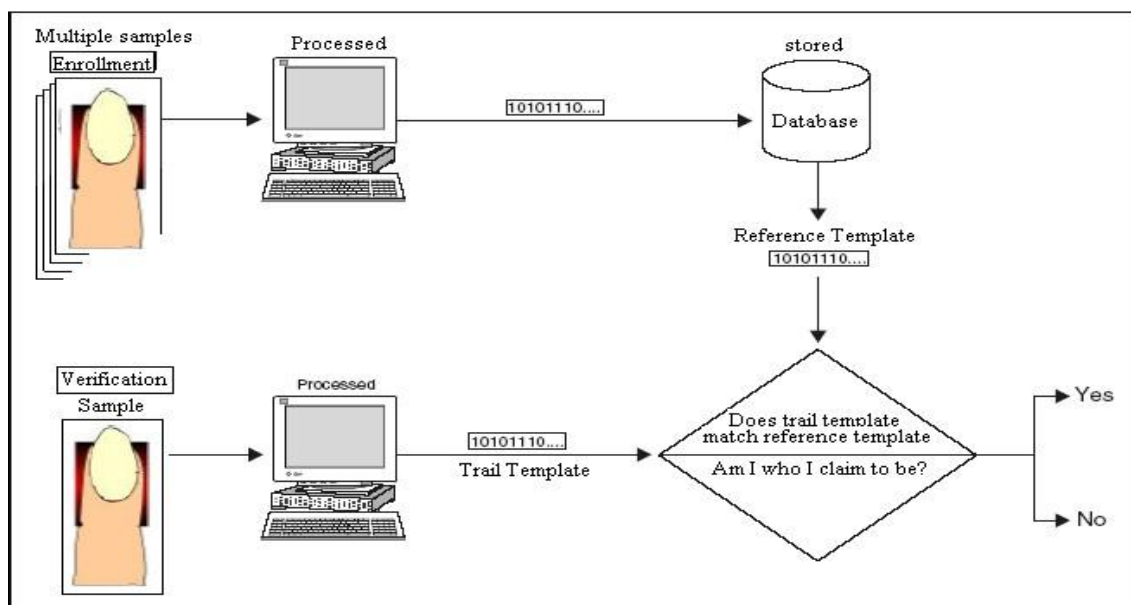 Multiple samples
Enrollment
Processed
10101110....
stored
Database
Reference Template
10101110....
Verification
Sample
Processed
10101110....
Trail Template
Does trail template
match reference template
Am I who I claim to be?
Yes
No